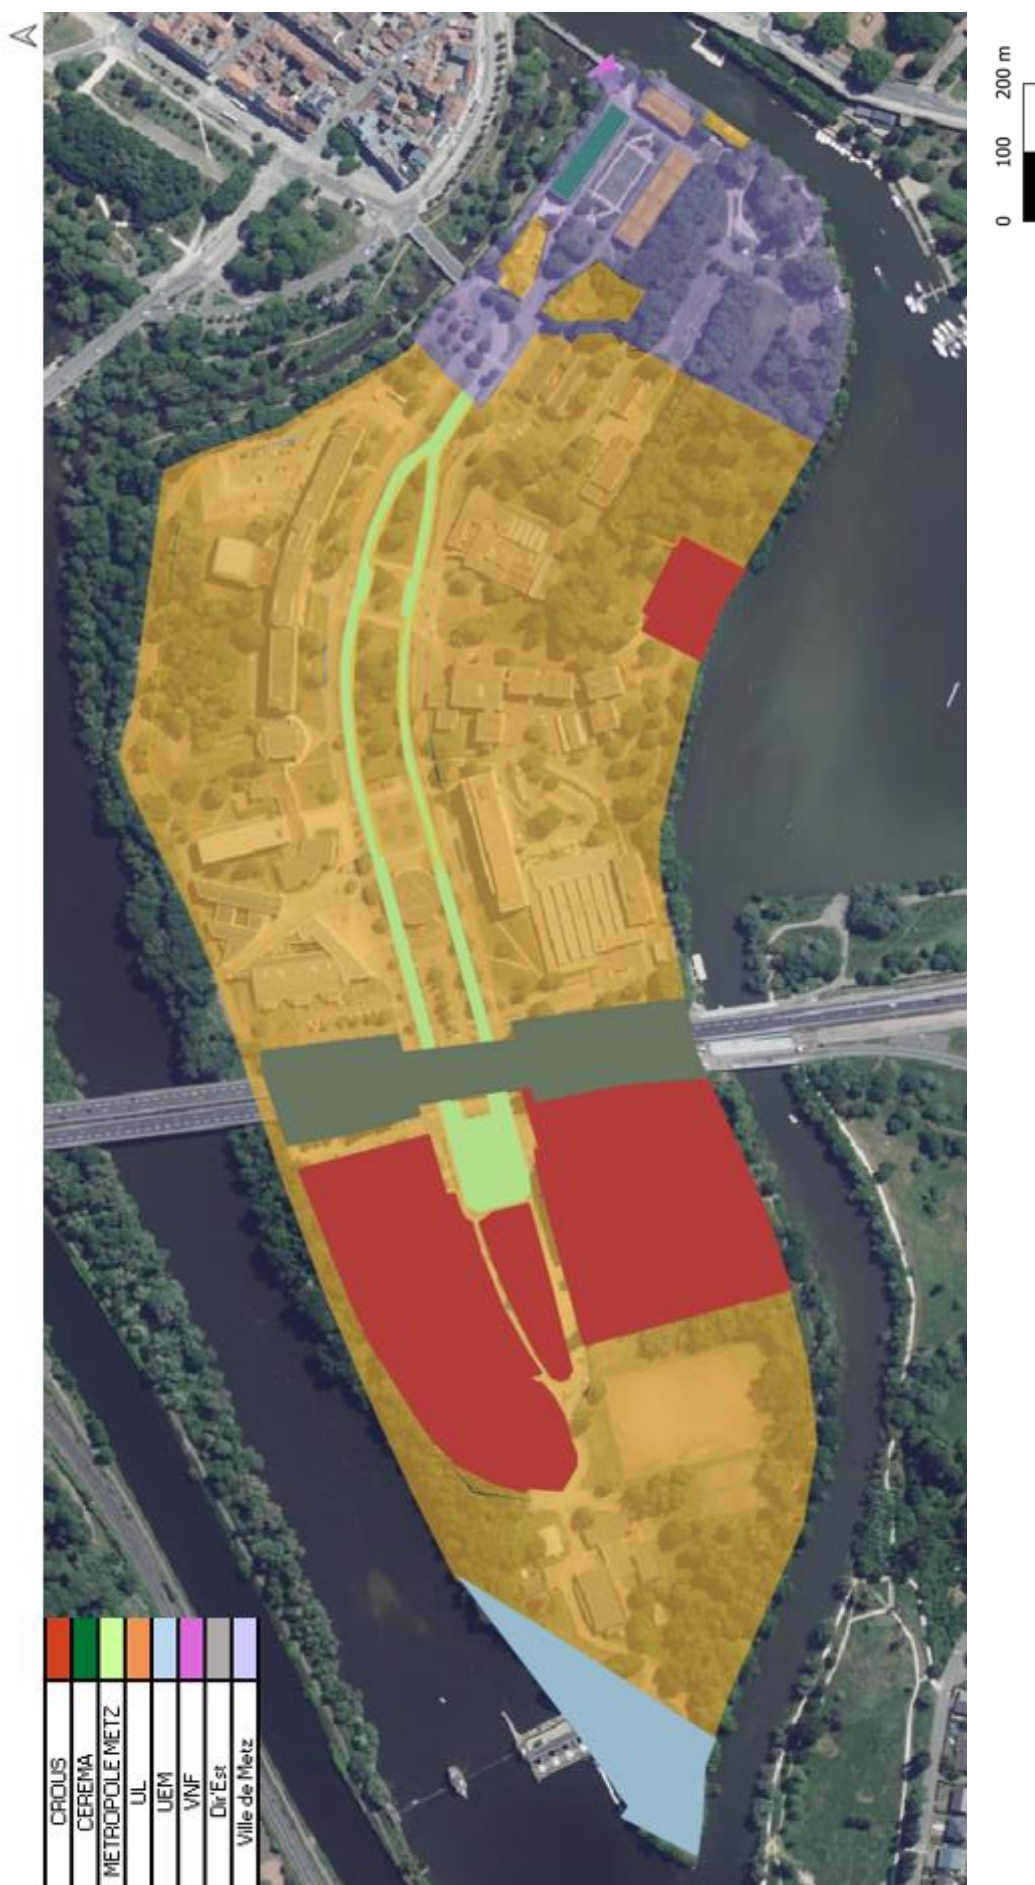 CROUS
CEREMA
METROPOLE METZ
UL
UEM
VNF
Dir'Est
Ville de Metz
0 100 200 m